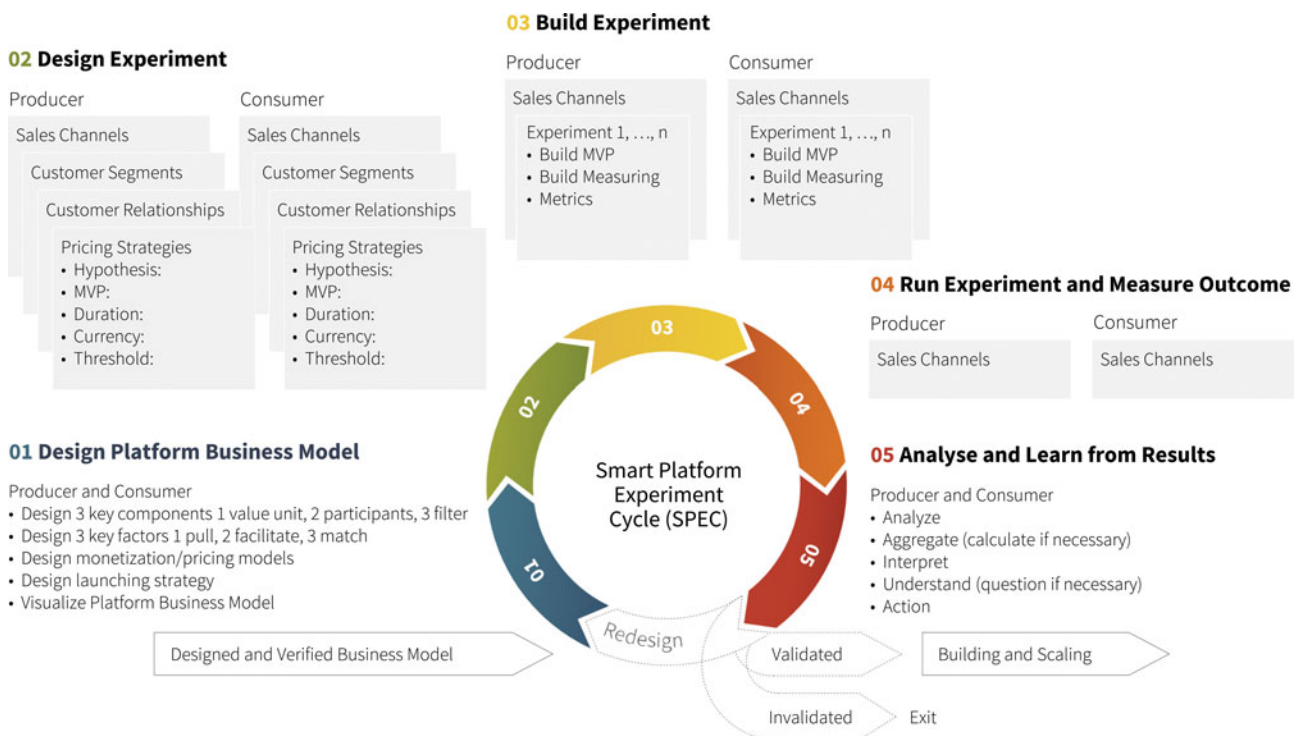 03 Build Experiment
Producer
Consumer
Sales Channels
Sales Channels
Experiment 1, ..., n
• Build MVP
• Build Measuring
• Metrics
Experiment 1, ..., n
• Build MVP
• Build Measuring
• Metrics
02 Design Experiment
Producer
Consumer
Sales Channels
Customer Segments
Customer Relationships
Pricing Strategies
• Hypothesis:
• MVP:
• Duration:
• Currency:
• Threshold:
Sales Channels
Customer Segments
Customer Relationships
Pricing Strategies
• Hypothesis:
• MVP:
• Duration:
• Currency:
• Threshold:
04 Run Experiment and Measure Outcome
Producer
Consumer
Sales Channels
Sales Channels
01 Design Platform Business Model
Producer and Consumer
• Design 3 key components 1 value unit, 2 participants, 3 filter
• Design 3 key factors 1 pull, 2 facilitate, 3 match
• Design monetization/pricing models
• Design launching strategy
• Visualize Platform Business Model
Designed and Verified Business Model
03
02
04
01
05
Smart Platform
Experiment
Cycle (SPEC)
Redesign
05 Analyse and Learn from Results
Producer and Consumer
• Analyze
• Aggregate (calculate if necessary)
• Interpret
• Understand (question if necessary)
• Action
Validated
Building and Scaling
Invalidated
Exit